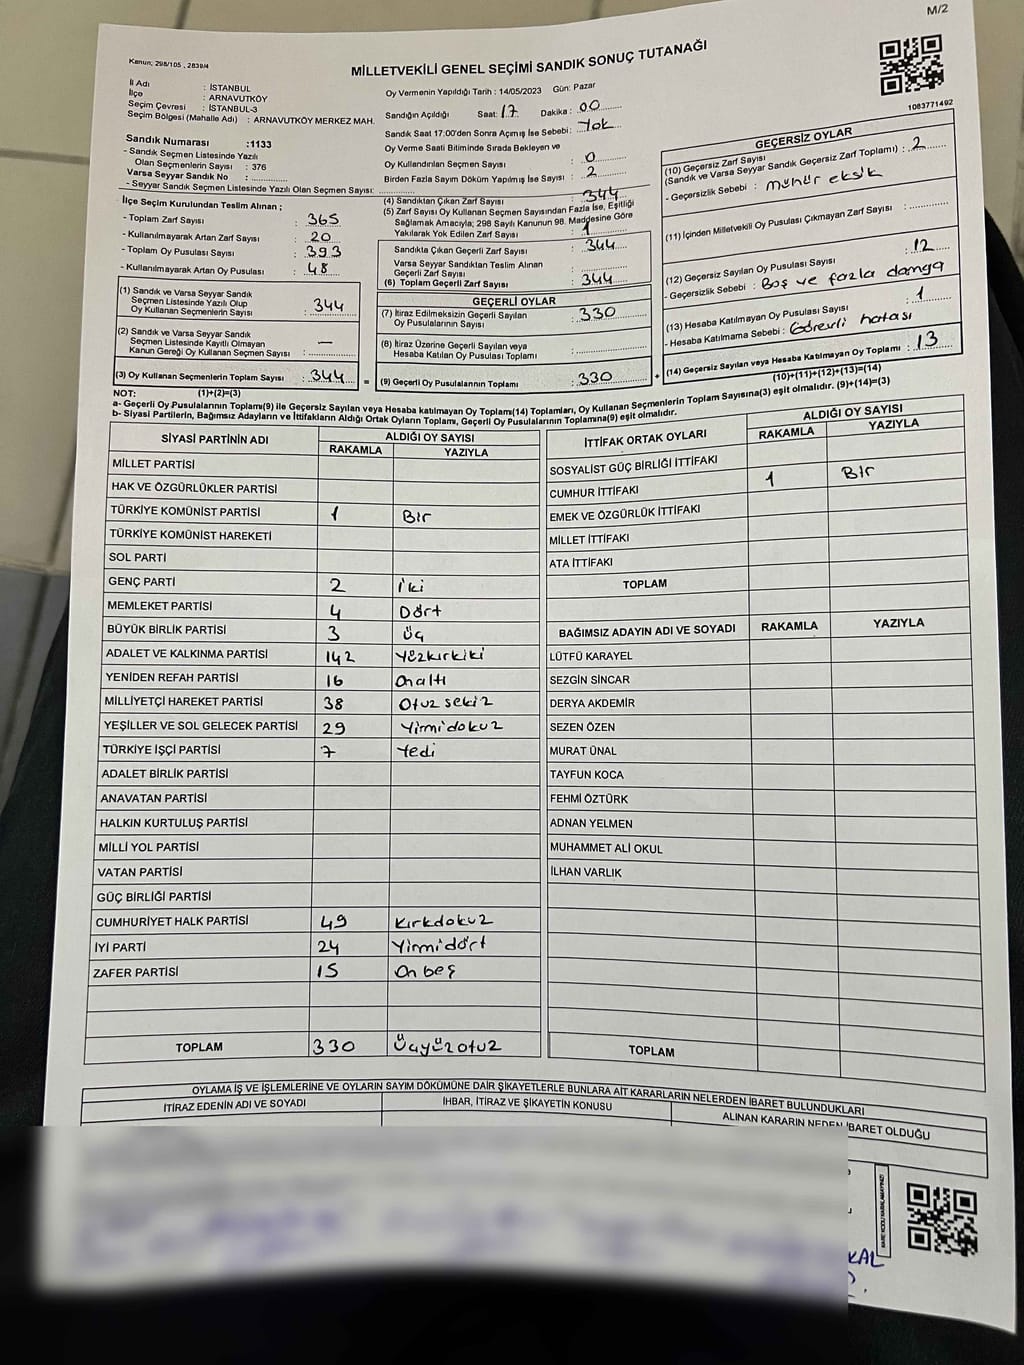 M/2
Kanun; 298/105 , 2839/4
MİLLETVEKİLİ GENEL SEÇİMİ SANDIK SONUÇ TUTANAĞI
1083771492
İl Adı : İSTANBUL
İlçe : ARNAVUTKÖY
Seçim Çevresi : İSTANBUL-3
Seçim Bölgesi (Mahalle Adı) : ARNAVUTKÖY MERKEZ MAH.
Sandık Numarası :1133
- Sandık Seçmen Listesinde Yazılı
Olan Seçmenlerin Sayısı : 376
Varsa Seyyar Sandık No :
- Seyyar Sandık Seçmen Listesinde Yazılı Olan Seçmen Sayısı:
İlçe Seçim Kurulundan Teslim Alınan ;
- Toplam Zarf Sayısı : 365
- Kullanılmayarak Artan Zarf Sayısı : 20
- Toplam Oy Pusulası Sayısı : 393
- Kullanılmayarak Artan Oy Pusulası : 48
(1) Sandık ve Varsa Seyyar Sandık
Seçmen Listesinde Yazılı Olup
Oy Kullanan Seçmenlerin Sayısı : 344
(2) Sandık ve Varsa Seyyar Sandık
Seçmen Listesinde Kayıtlı Olmayan
Kanun Gereği Oy Kullanan Seçmen Sayısı : —
(3) Oy Kullanan Seçmenlerin Toplam Sayısı : 344
(1)+(2)=(3)
Oy Vermenin Yapıldığı Tarih : 14/05/2023 Gün: Pazar
Sandığın Açıldığı Saat: 17 Dakika : 00
Sandık Saat 17:00'den Sonra Açımış İse Sebebi : Yok
Oy Verme Saati Bitiminde Sırada Bekleyen ve
Oy Kullandırılan Seçmen Sayısı : 0
Birden Fazla Sayım Döküm Yapılmış İse Sayısı : 2
(4) Sandıktan Çıkan Zarf Sayısı : 344
(5) Zarf Sayısı Oy Kullanan Seçmen Sayısından Fazla İse, Eşitliği
Sağlamak Amacıyla; 298 Sayılı Kanunun 98. Maddesine Göre
Yakılarak Yok Edilen Zarf Sayısı : 1
Sandıkta Çıkan Geçerli Zarf Sayısı : 344
Varsa Seyyar Sandıktan Teslim Alınan
Geçerli Zarf Sayısı :
(6) Toplam Geçerli Zarf Sayısı : 344
GEÇERLİ OYLAR
(7) İtiraz Edilmeksizin Geçerli Sayılan
Oy Pusulalarının Sayısı : 330
(8) İtiraz Üzerine Geçerli Sayılan veya
Hesaba Katılan Oy Pusulası Toplamı :
= (9) Geçerli Oy Pusulalarının Toplamı : 330 +
GEÇERSİZ OYLAR
(10) Geçersiz Zarf Sayısı
(Sandık ve Varsa Seyyar Sandık Geçersiz Zarf Toplamı) : 2
- Geçersizlik Sebebi : mühür eksik
(11) İçinden Milletvekili Oy Pusulası Çıkmayan Zarf Sayısı :
(12) Geçersiz Sayılan Oy Pusulası Sayısı : 12
- Geçersizlik Sebebi : Boş ve fazla damga
(13) Hesaba Katılmayan Oy Pusulası Sayısı : 1
- Hesaba Katılmama Sebebi : Görevli hatası
(14) Geçersiz Sayılan veya Hesaba Katılmayan Oy Toplamı : 13
(10)+(11)+(12)+(13)=(14)
NOT:
a- Geçerli Oy Pusulalarının Toplamı(9) ile Geçersiz Sayılan veya Hesaba katılmayan Oy Toplam(14) Toplamları, Oy Kullanan Seçmenlerin Toplam Sayısına(3) eşit olmalıdır. (9)+(14)=(3)
b- Siyasi Partilerin, Bağımsız Adayların ve İttifakların Aldığı Ortak Oyların Toplamı, Geçerli Oy Pusulalarının Toplamına(9) eşit olmalıdır.
SİYASİ PARTİNİN ADI ALDIĞI OY SAYISI
RAKAMLA YAZIYLA
MİLLET PARTİSİ
HAK VE ÖZGÜRLÜKLER PARTİSİ
TÜRKİYE KOMÜNİST PARTİSİ 1 Bir
TÜRKİYE KOMÜNİST HAREKETİ
SOL PARTİ
GENÇ PARTİ 2 İki
MEMLEKET PARTİSİ 4 Dört
BÜYÜK BİRLİK PARTİSİ 3 Üç
ADALET VE KALKINMA PARTİSİ 142 Yüzkırkiki
YENİDEN REFAH PARTİSİ 16 Onaltı
MİLLİYETÇİ HAREKET PARTİSİ 38 Otuz sekiz
YEŞİLLER VE SOL GELECEK PARTİSİ 29 Yirmidokuz
TÜRKİYE İŞÇİ PARTİSİ 7 Yedi
ADALET BİRLİK PARTİSİ
ANAVATAN PARTİSİ
HALKIN KURTULUŞ PARTİSİ
MİLLİ YOL PARTİSİ
VATAN PARTİSİ
GÜÇ BİRLİĞİ PARTİSİ
CUMHURİYET HALK PARTİSİ 49 Kırkdokuz
İYİ PARTİ 24 Yirmidört
ZAFER PARTİSİ 15 On beş
TOPLAM 330 Üçyüzotuz
İTTİFAK ORTAK OYLARI ALDIĞI OY SAYISI
RAKAMLA YAZIYLA
SOSYALİST GÜÇ BİRLİĞİ İTTİFAKI
CUMHUR İTTİFAKI 1 Bir
EMEK VE ÖZGÜRLÜK İTTİFAKI
MİLLET İTTİFAKI
ATA İTTİFAKI
TOPLAM
BAĞIMSIZ ADAYIN ADI VE SOYADI RAKAMLA YAZIYLA
LÜTFÜ KARAYEL
SEZGİN SİNCAR
DERYA AKDEMİR
SEZEN ÖZEN
MURAT ÜNAL
TAYFUN KOCA
FEHMİ ÖZTÜRK
ADNAN YELMEN
MUHAMMET ALİ OKUL
İLHAN VARLIK
TOPLAM
OYLAMA İŞ VE İŞLEMLERİNE VE OYLARIN SAYIM DÖKÜMÜNE DAİR ŞİKAYETLERLE BUNLARA AİT KARARLARIN NELERDEN İBARET BULUNDUKLARI
İTİRAZ EDENİN ADI VE SOYADI İHBAR, İTİRAZ VE ŞİKAYETİN KONUSU ALINAN KARARIN NEDEN İBARET OLDUĞU
KARE KODU KARALAMAYINIZ!
KAL